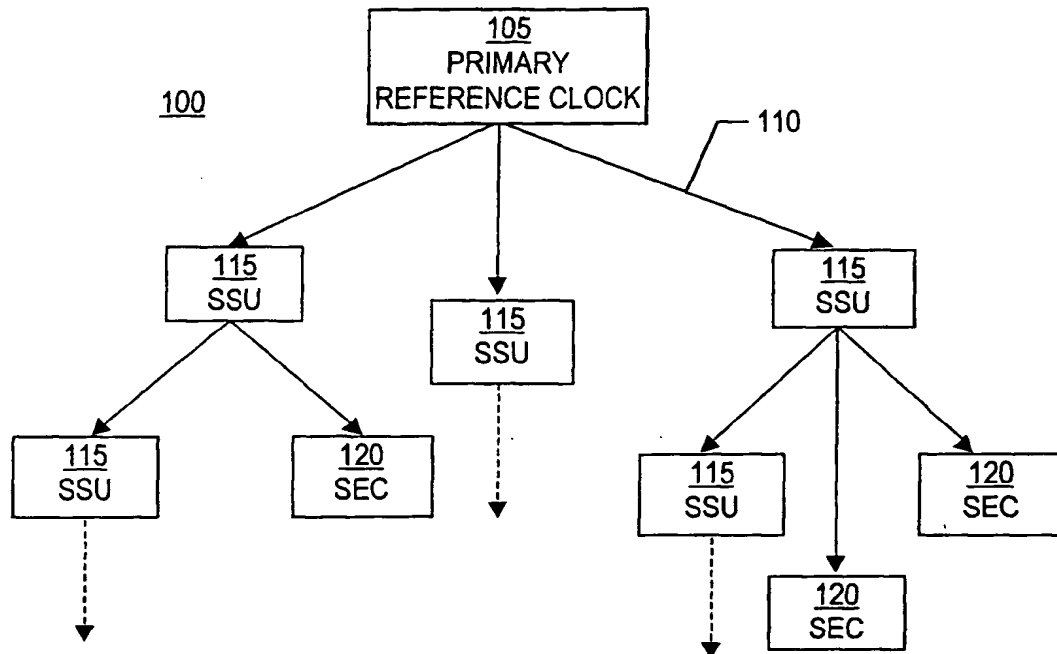 105
PRIMARY
REFERENCE CLOCK
100
110
115
SSU
115
SSU
115
SSU
115
SSU
120
SEC
115
SSU
120
SEC
120
SEC